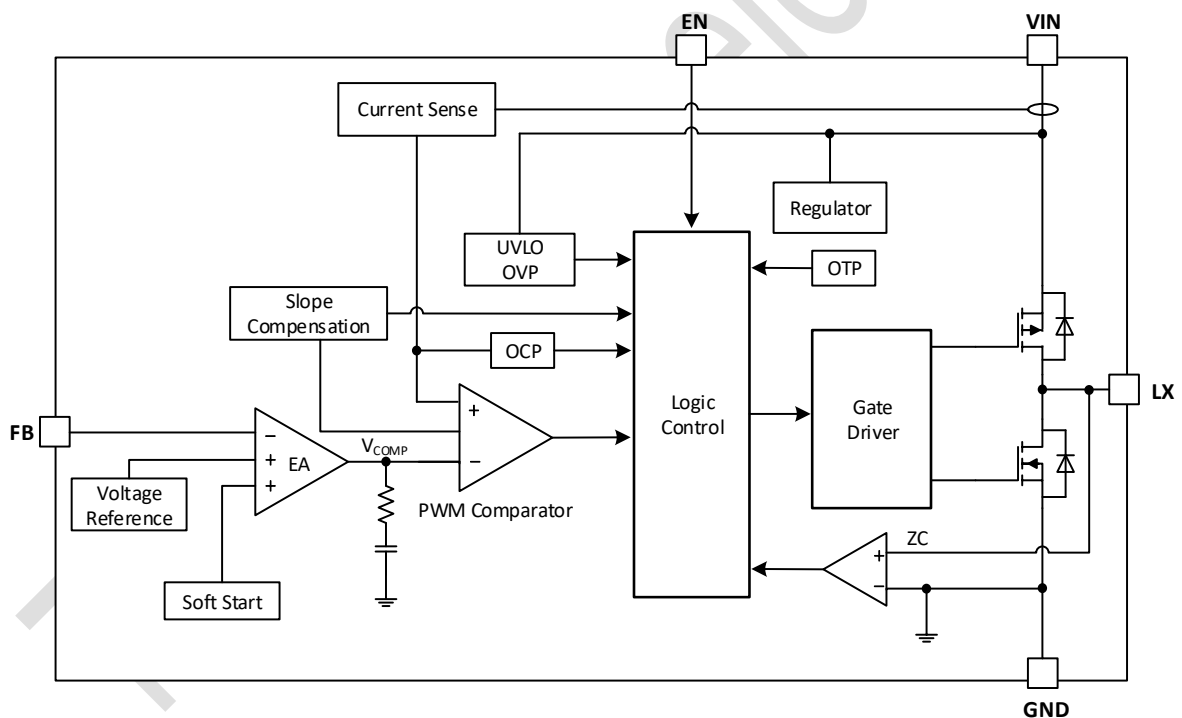 EN
VIN
Current Sense
Regulator
UVLO
OVP
OTP
Slope
Compensation
OCP
+
Logic
Control
Gate
Driver
LX
FB
−
+
+
EA
VCOMP
−
PWM Comparator
Voltage
Reference
ZC
+
−
Soft Start
GND